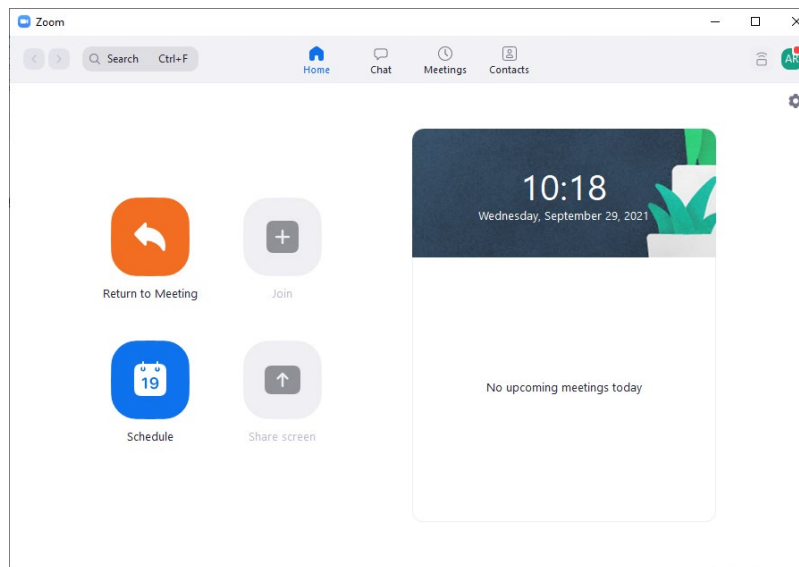 Zoom
Search Ctrl+F
Home
Chat
Meetings
Contacts
AR
10:18
Wednesday, September 29, 2021
Return to Meeting
Join
19
Schedule
Share screen
No upcoming meetings today